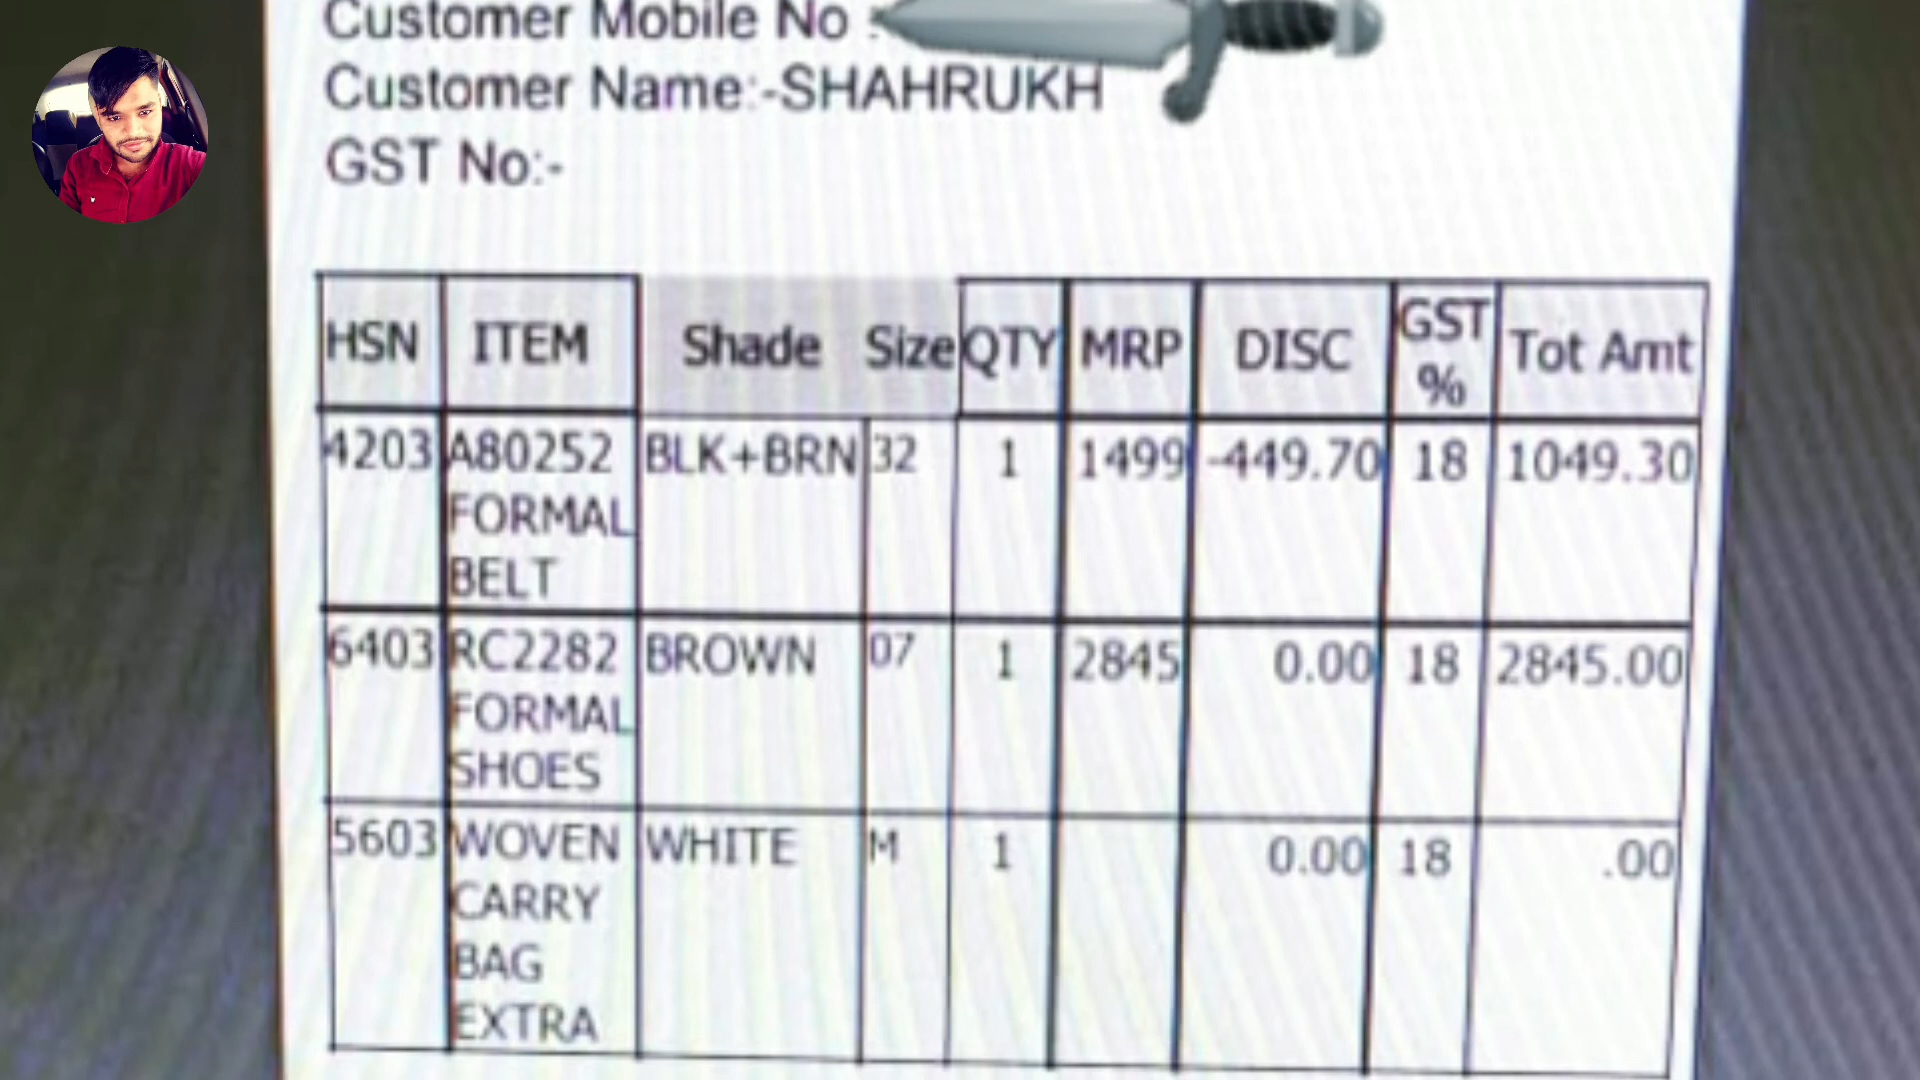 Customer Mobile No :
Customer Name:-SHAHRUKH
GST No:-
HSN ITEM Shade Size QTY MRP DISC GST % Tot Amt
4203 A80252 FORMAL BELT BLK+BRN 32 1 1499 -449.70 18 1049.30
6403 RC2282 FORMAL SHOES BROWN 07 1 2845 0.00 18 2845.00
5603 WOVEN CARRY BAG EXTRA WHITE M 1 0.00 18 .00